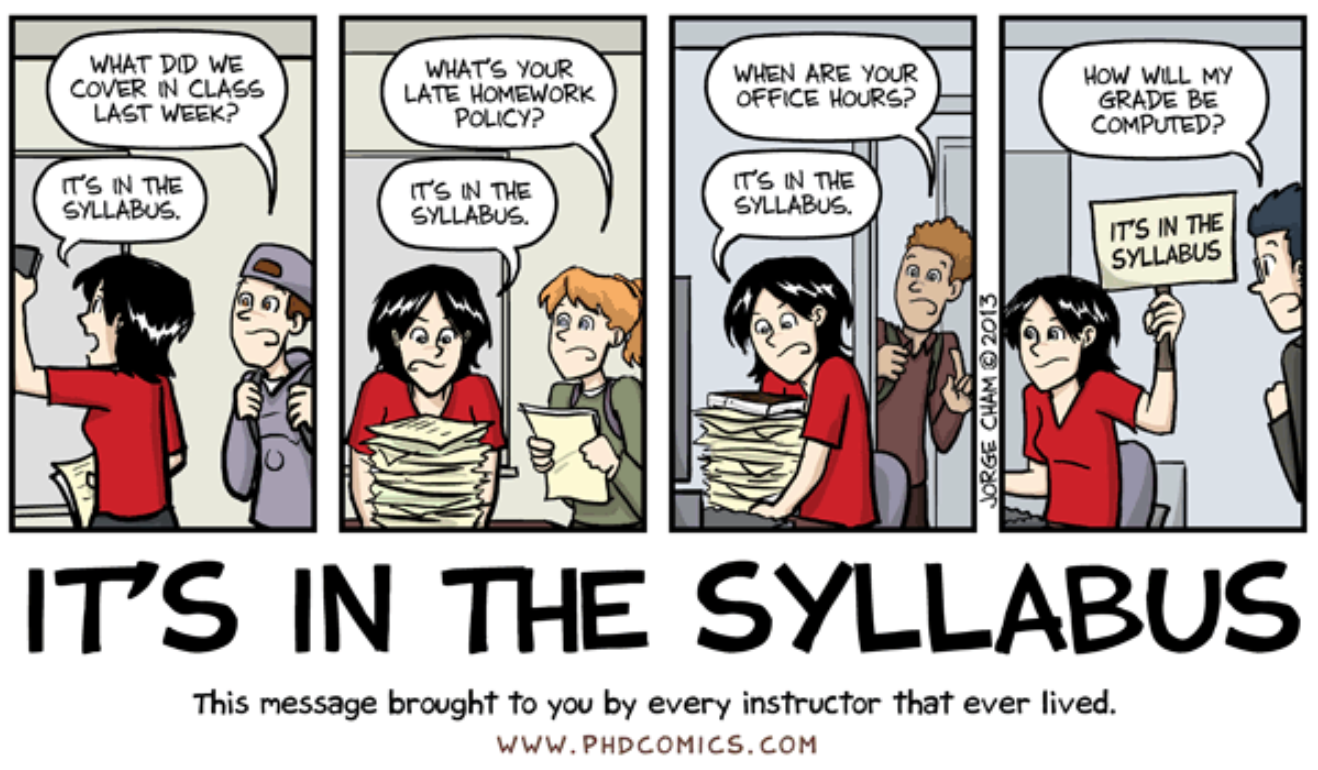 WHAT DID WE
COVER IN CLASS
LAST WEEK?
IT'S IN THE
SYLLABUS.
WHAT'S YOUR
LATE HOMEWORK
POLICY?
IT'S IN THE
SYLLABUS.
WHEN ARE YOUR
OFFICE HOURS?
IT'S IN THE
SYLLABUS.
HOW WILL MY
GRADE BE
COMPUTED?
IT'S IN THE
SYLLABUS
JORGE CHAM © 2013
IT'S IN THE SYLLABUS
This message brought to you by every instructor that ever lived.
WWW.PHDCOMICS.COM